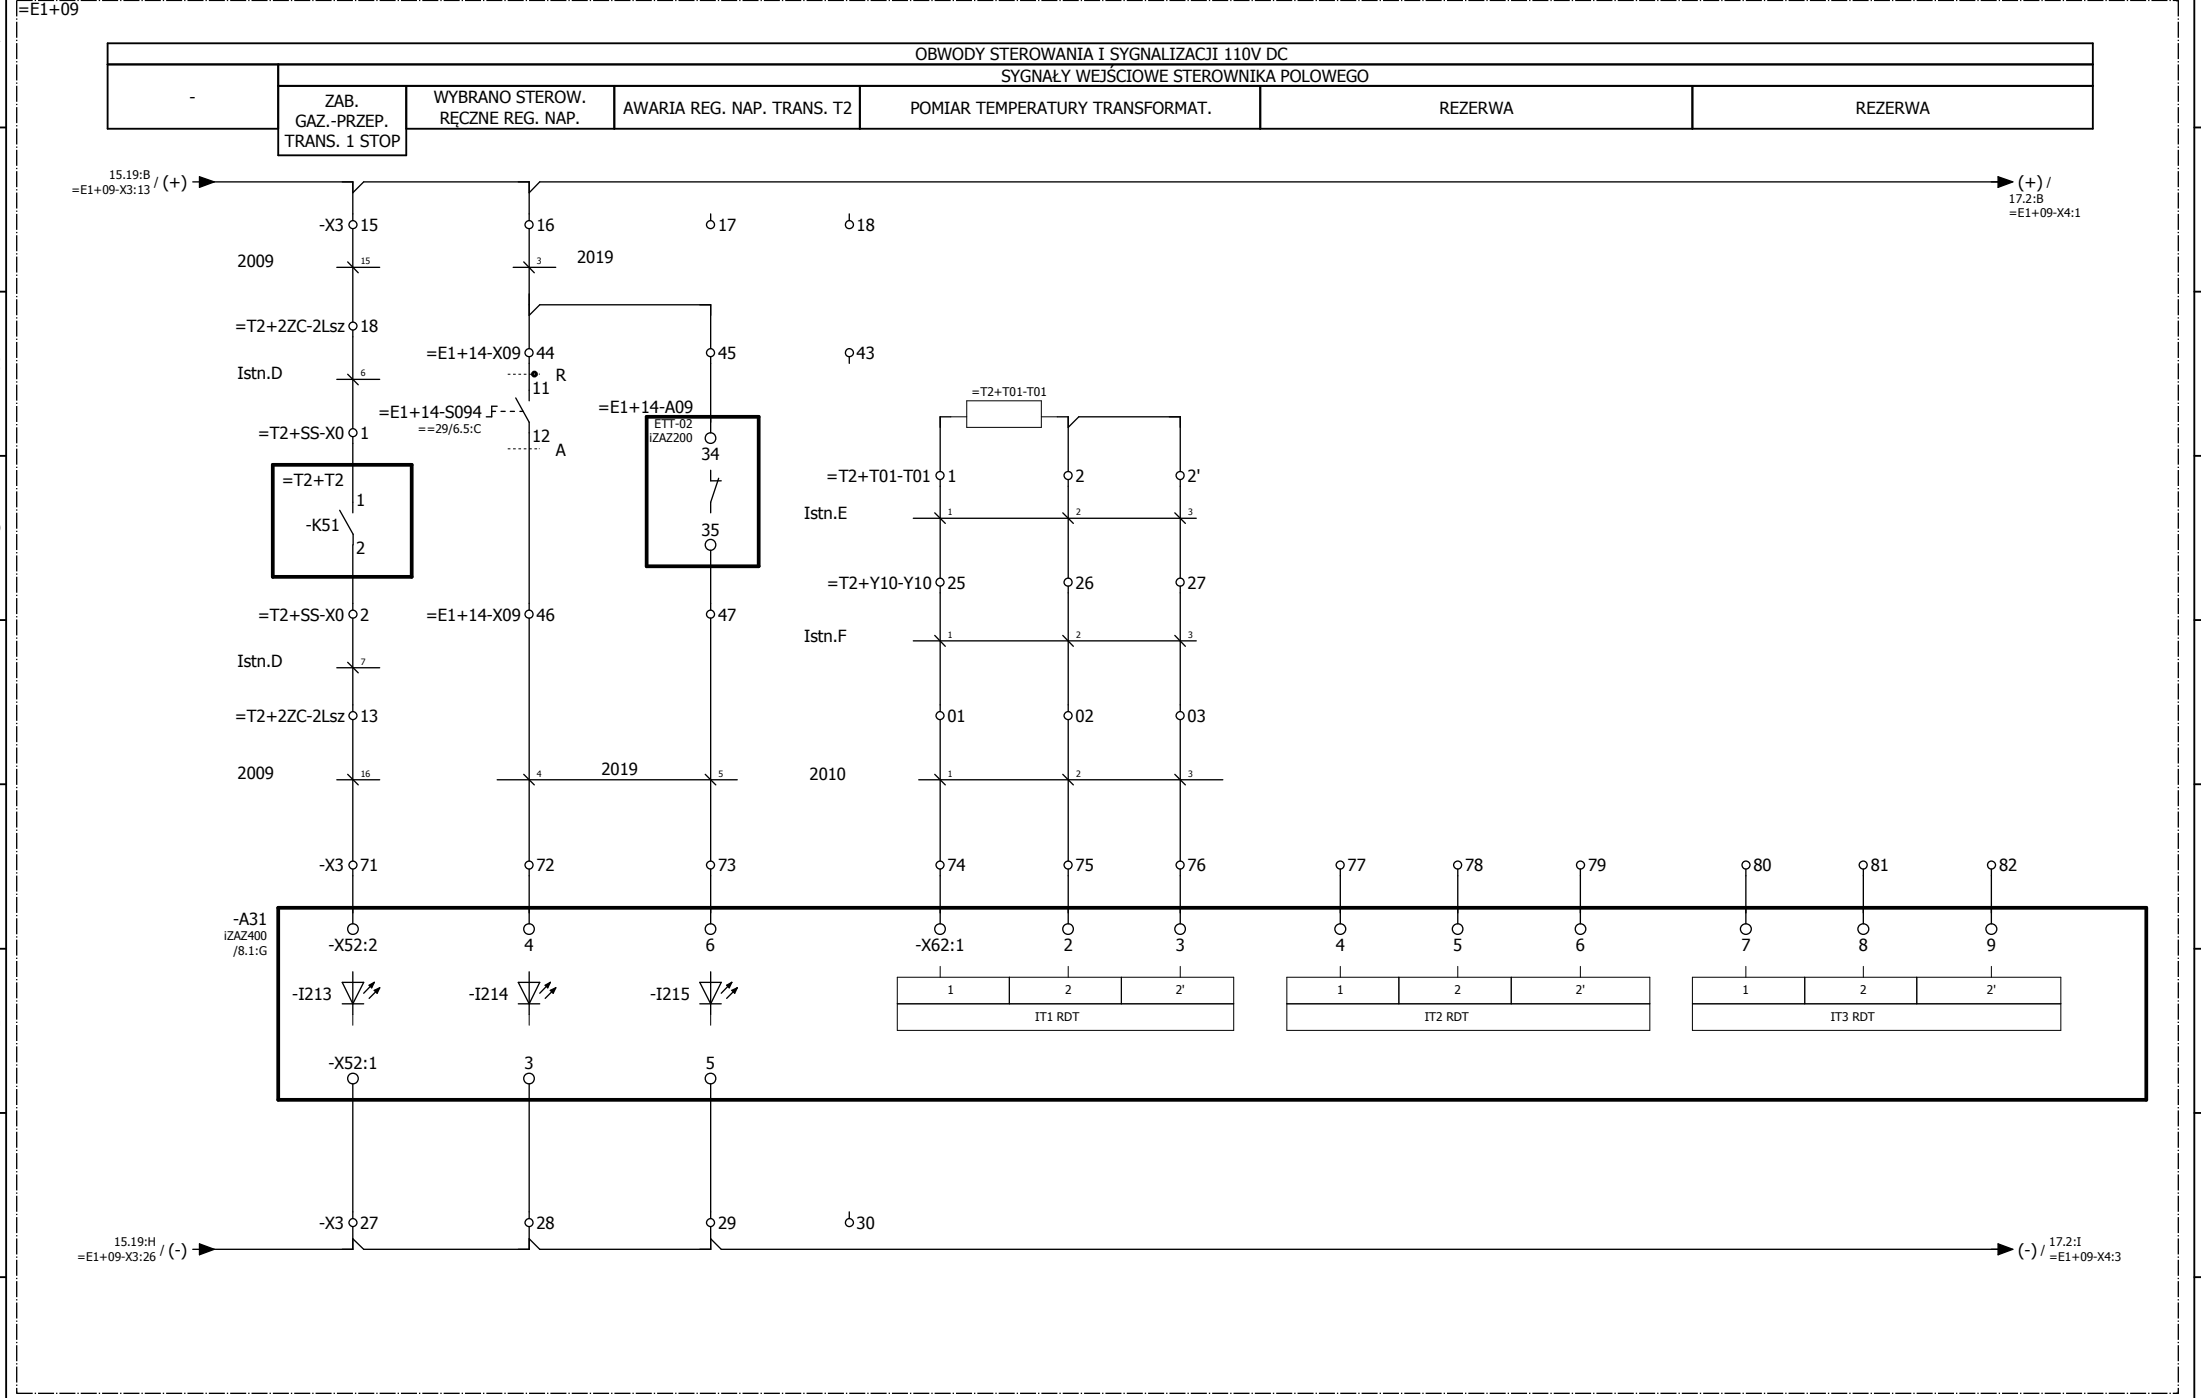 =E1+09
OBWODY STEROWANIA I SYGNALIZACJI 110V DC
SYGNAŁY WEJŚCIOWE STEROWNIKA POLOWEGO
-
ZAB.
GAZ.-PRZEP.
TRANS. 1 STOP
WYBRANO STEROW.
RĘCZNE REG. NAP.
AWARIA REG. NAP. TRANS. T2
POMIAR TEMPERATURY TRANSFORMAT.
REZERWA
REZERWA
15.19:B
=E1+09-X3:13 / (+)
(+) /
17.2:B
=E1+09-X4:1
-X3 15 16 17 18
2009 15 3 2019
=T2+2ZC-2Lsz 18
=E1+14-X09 44 45 43
Istn.D 6 R
11
=T2+T01-T01
=E1+14-S094
==29/6.5:C
=E1+14-A09
ETT-02
iZAZ200
=T2+SS-X0 1
12
A
34
=T2+T01-T01 1 2 2'
=T2+T2
1
-K51
2
Istn.E 1 2 3
35
=T2+Y10-Y10 25 26 27
=T2+SS-X0 2 =E1+14-X09 46 47
Istn.F 1 2 3
Istn.D 7
=T2+2ZC-2Lsz 13 01 02 03
2009 16 4 2019 5 2010 1 2 3
-X3 71 72 73 74 75 76 77 78 79 80 81 82
-A31
iZAZ400
/8.1:G
-X52:2 4 6 -X62:1 2 3 4 5 6 7 8 9
-I213 -I214 -I215
1 2 2' 1 2 2' 1 2 2'
IT1 RDT IT2 RDT IT3 RDT
-X52:1 3 5
-X3 27 28 29 30
15.19:H
=E1+09-X3:26 / (-)
(-) / 17.2:I
=E1+09-X4:3